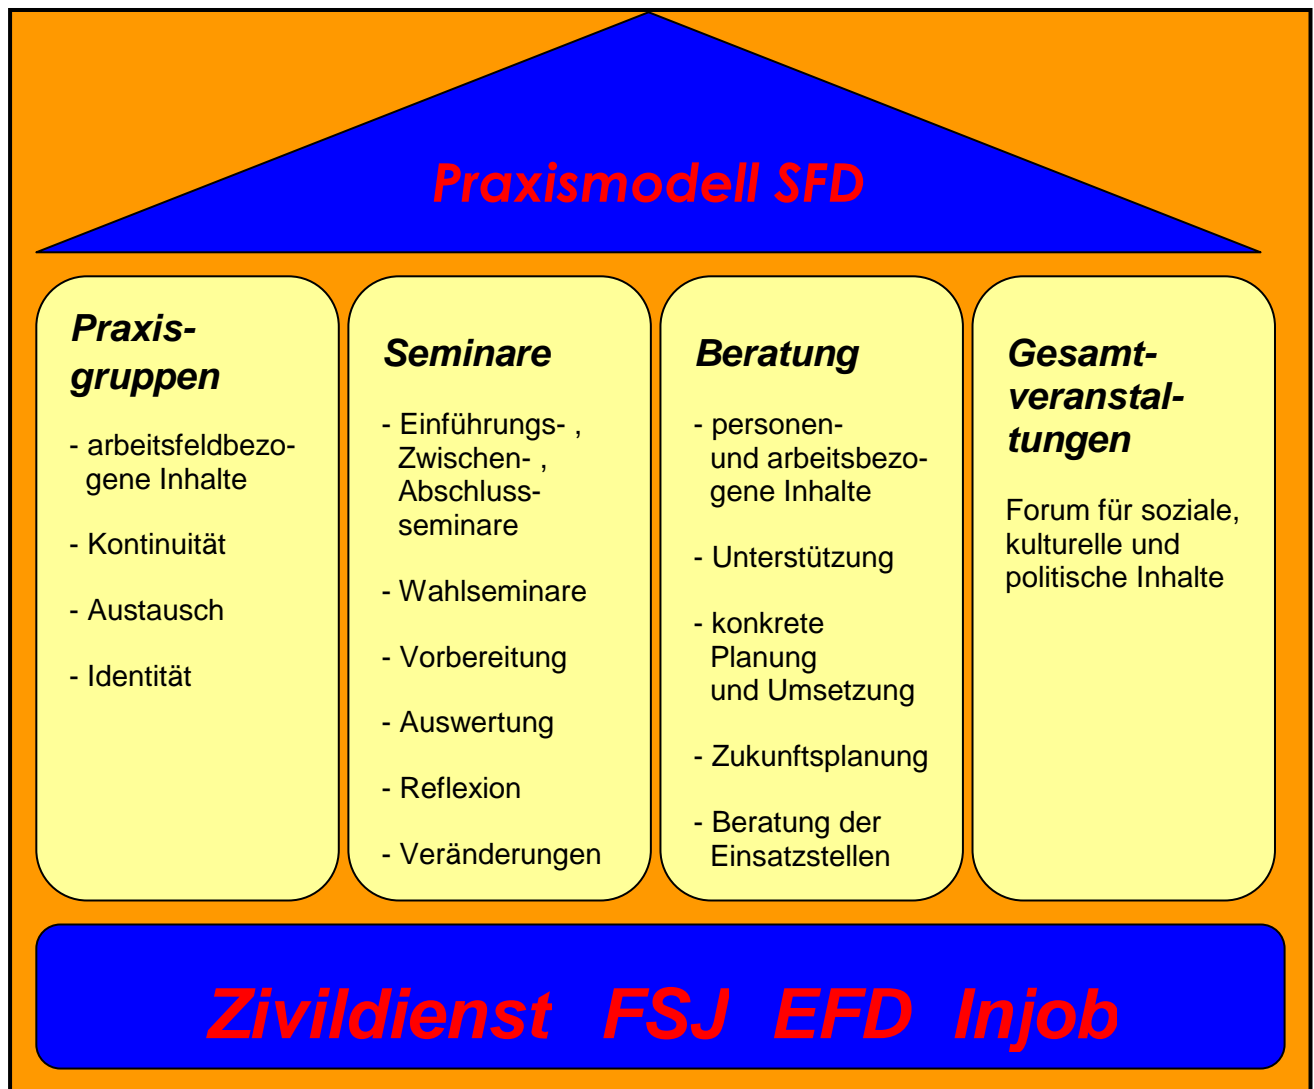 Praxismodell SFD
Praxis-
gruppen
- arbeitsfeldbezo-
gene Inhalte
- Kontinuität
- Austausch
- Identität
Seminare
- Einführungs- ,
Zwischen- ,
Abschluss-
seminare
- Wahlseminare
- Vorbereitung
- Auswertung
- Reflexion
- Veränderungen
Beratung
- personen-
und arbeitsbezo-
gene Inhalte
- Unterstützung
- konkrete
Planung
und Umsetzung
- Zukunftsplanung
- Beratung der
Einsatzstellen
Gesamt-
veranstal-
tungen
Forum für soziale,
kulturelle und
politische Inhalte
Zivildienst FSJ EFD Injob